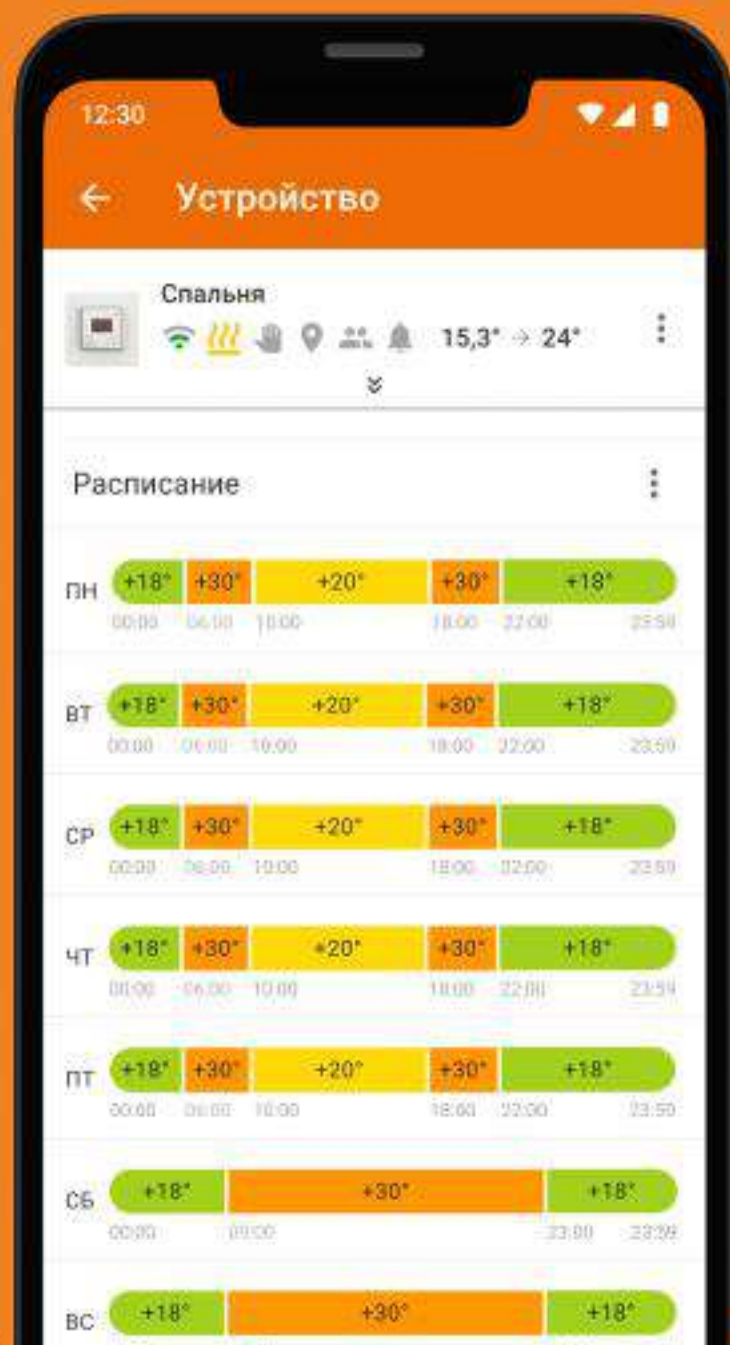 12:30
Устройство
Спальня
15,3° → 24°
Расписание
ПН +18° +30° +20° +30° +18°
00:00 06:00 10:00 18:00 22:00 23:59
ВТ +18° +30° +20° +30° +18°
00:00 06:00 10:00 18:00 22:00 23:59
СР +18° +30° +20° +30° +18°
00:00 06:00 10:00 18:00 22:00 23:59
ЧТ +18° +30° +20° +30° +18°
00:00 06:00 10:00 18:00 22:00 23:59
ПТ +18° +30° +20° +30° +18°
00:00 06:00 10:00 18:00 22:00 23:59
СБ +18° +30° +18°
00:00 09:00 23:00 23:59
ВС +18° +30° +18°